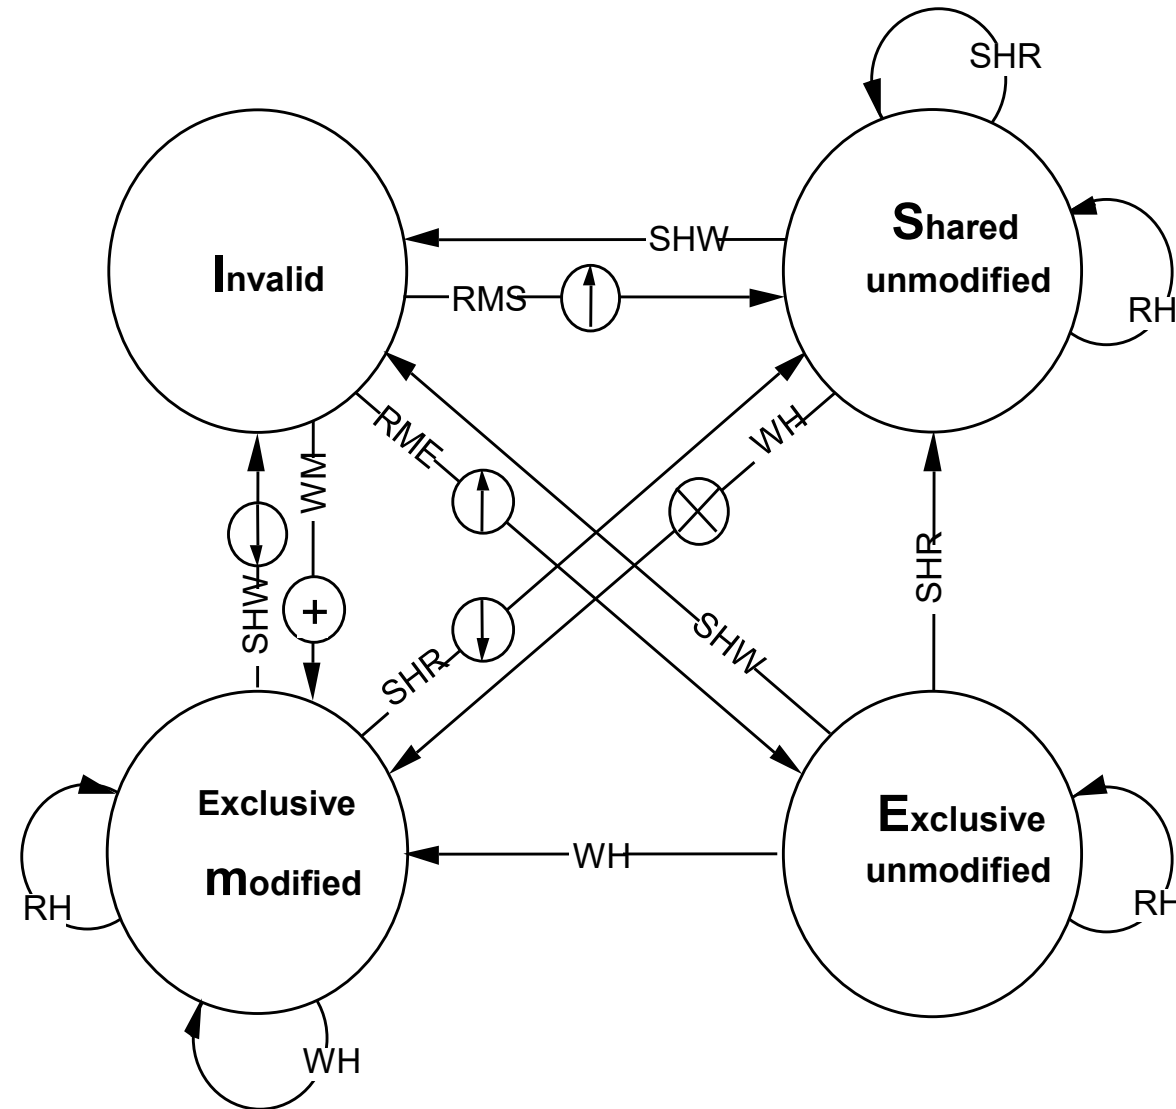 SHR
Shared
unmodified
RH
SHW
RMS
Invalid
RME
WH
WM
SHW
+
SHR
SHW
SHR
Exclusive
modified
RH
WH
WH
Exclusive
unmodified
RH